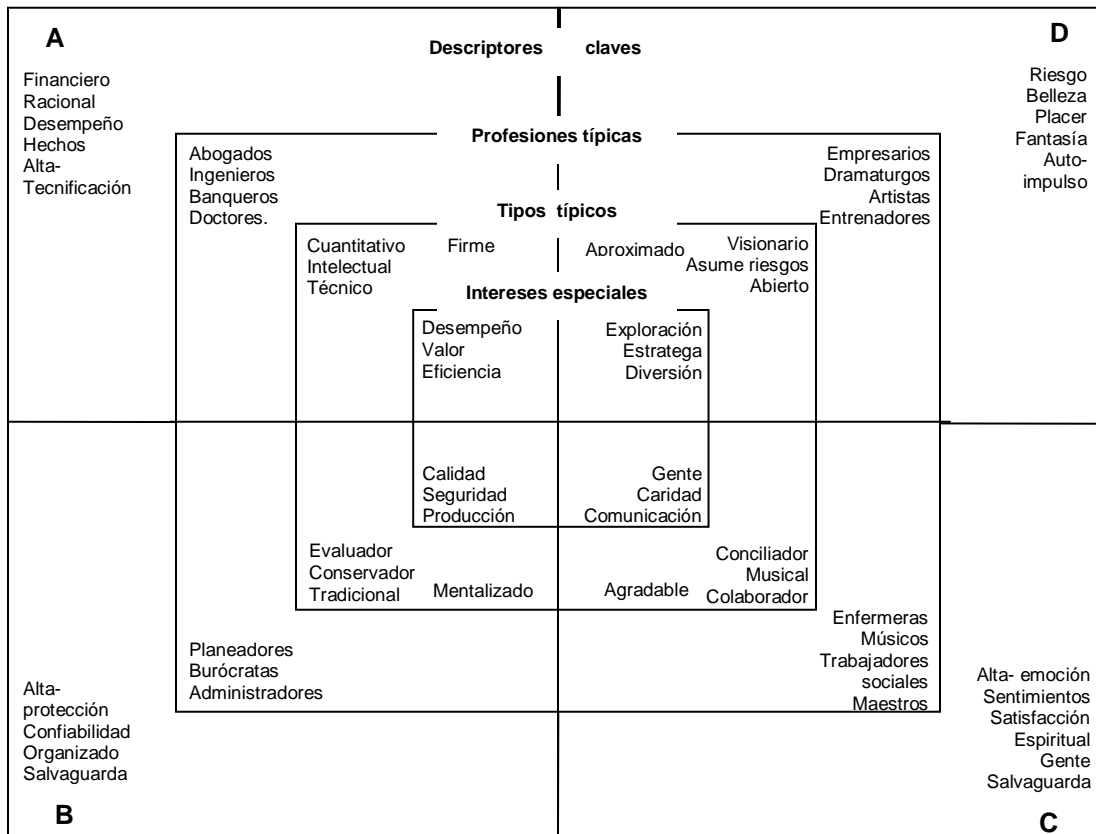 A
D
Descriptores claves
Financiero
Racional
Desempeño
Hechos
Alta-
Tecnificación
Riesgo
Belleza
Placer
Fantasía
Auto-
impulso
Profesiones típicas
Abogados
Ingenieros
Banqueros
Doctores.
Empresarios
Dramaturgos
Artistas
Entrenadores
Tipos típicos
Cuantitativo
Intelectual
Técnico
Firme
Aproximado
Visionario
Asume riesgos
Abierto
Intereses especiales
Desempeño
Valor
Eficiencia
Exploración
Estratega
Diversión
Calidad
Seguridad
Producción
Gente
Caridad
Comunicación
Evaluador
Conservador
Tradicional
Mentalizado
Agradable
Conciliador
Musical
Colaborador
Planeadores
Burócratas
Administradores
Enfermeras
Músicos
Trabajadores
sociales
Maestros
Alta-
protección
Confiabilidad
Organizado
Salvaguarda
Alta- emoción
Sentimientos
Satisfacción
Espiritual
Gente
Salvaguarda
B
C